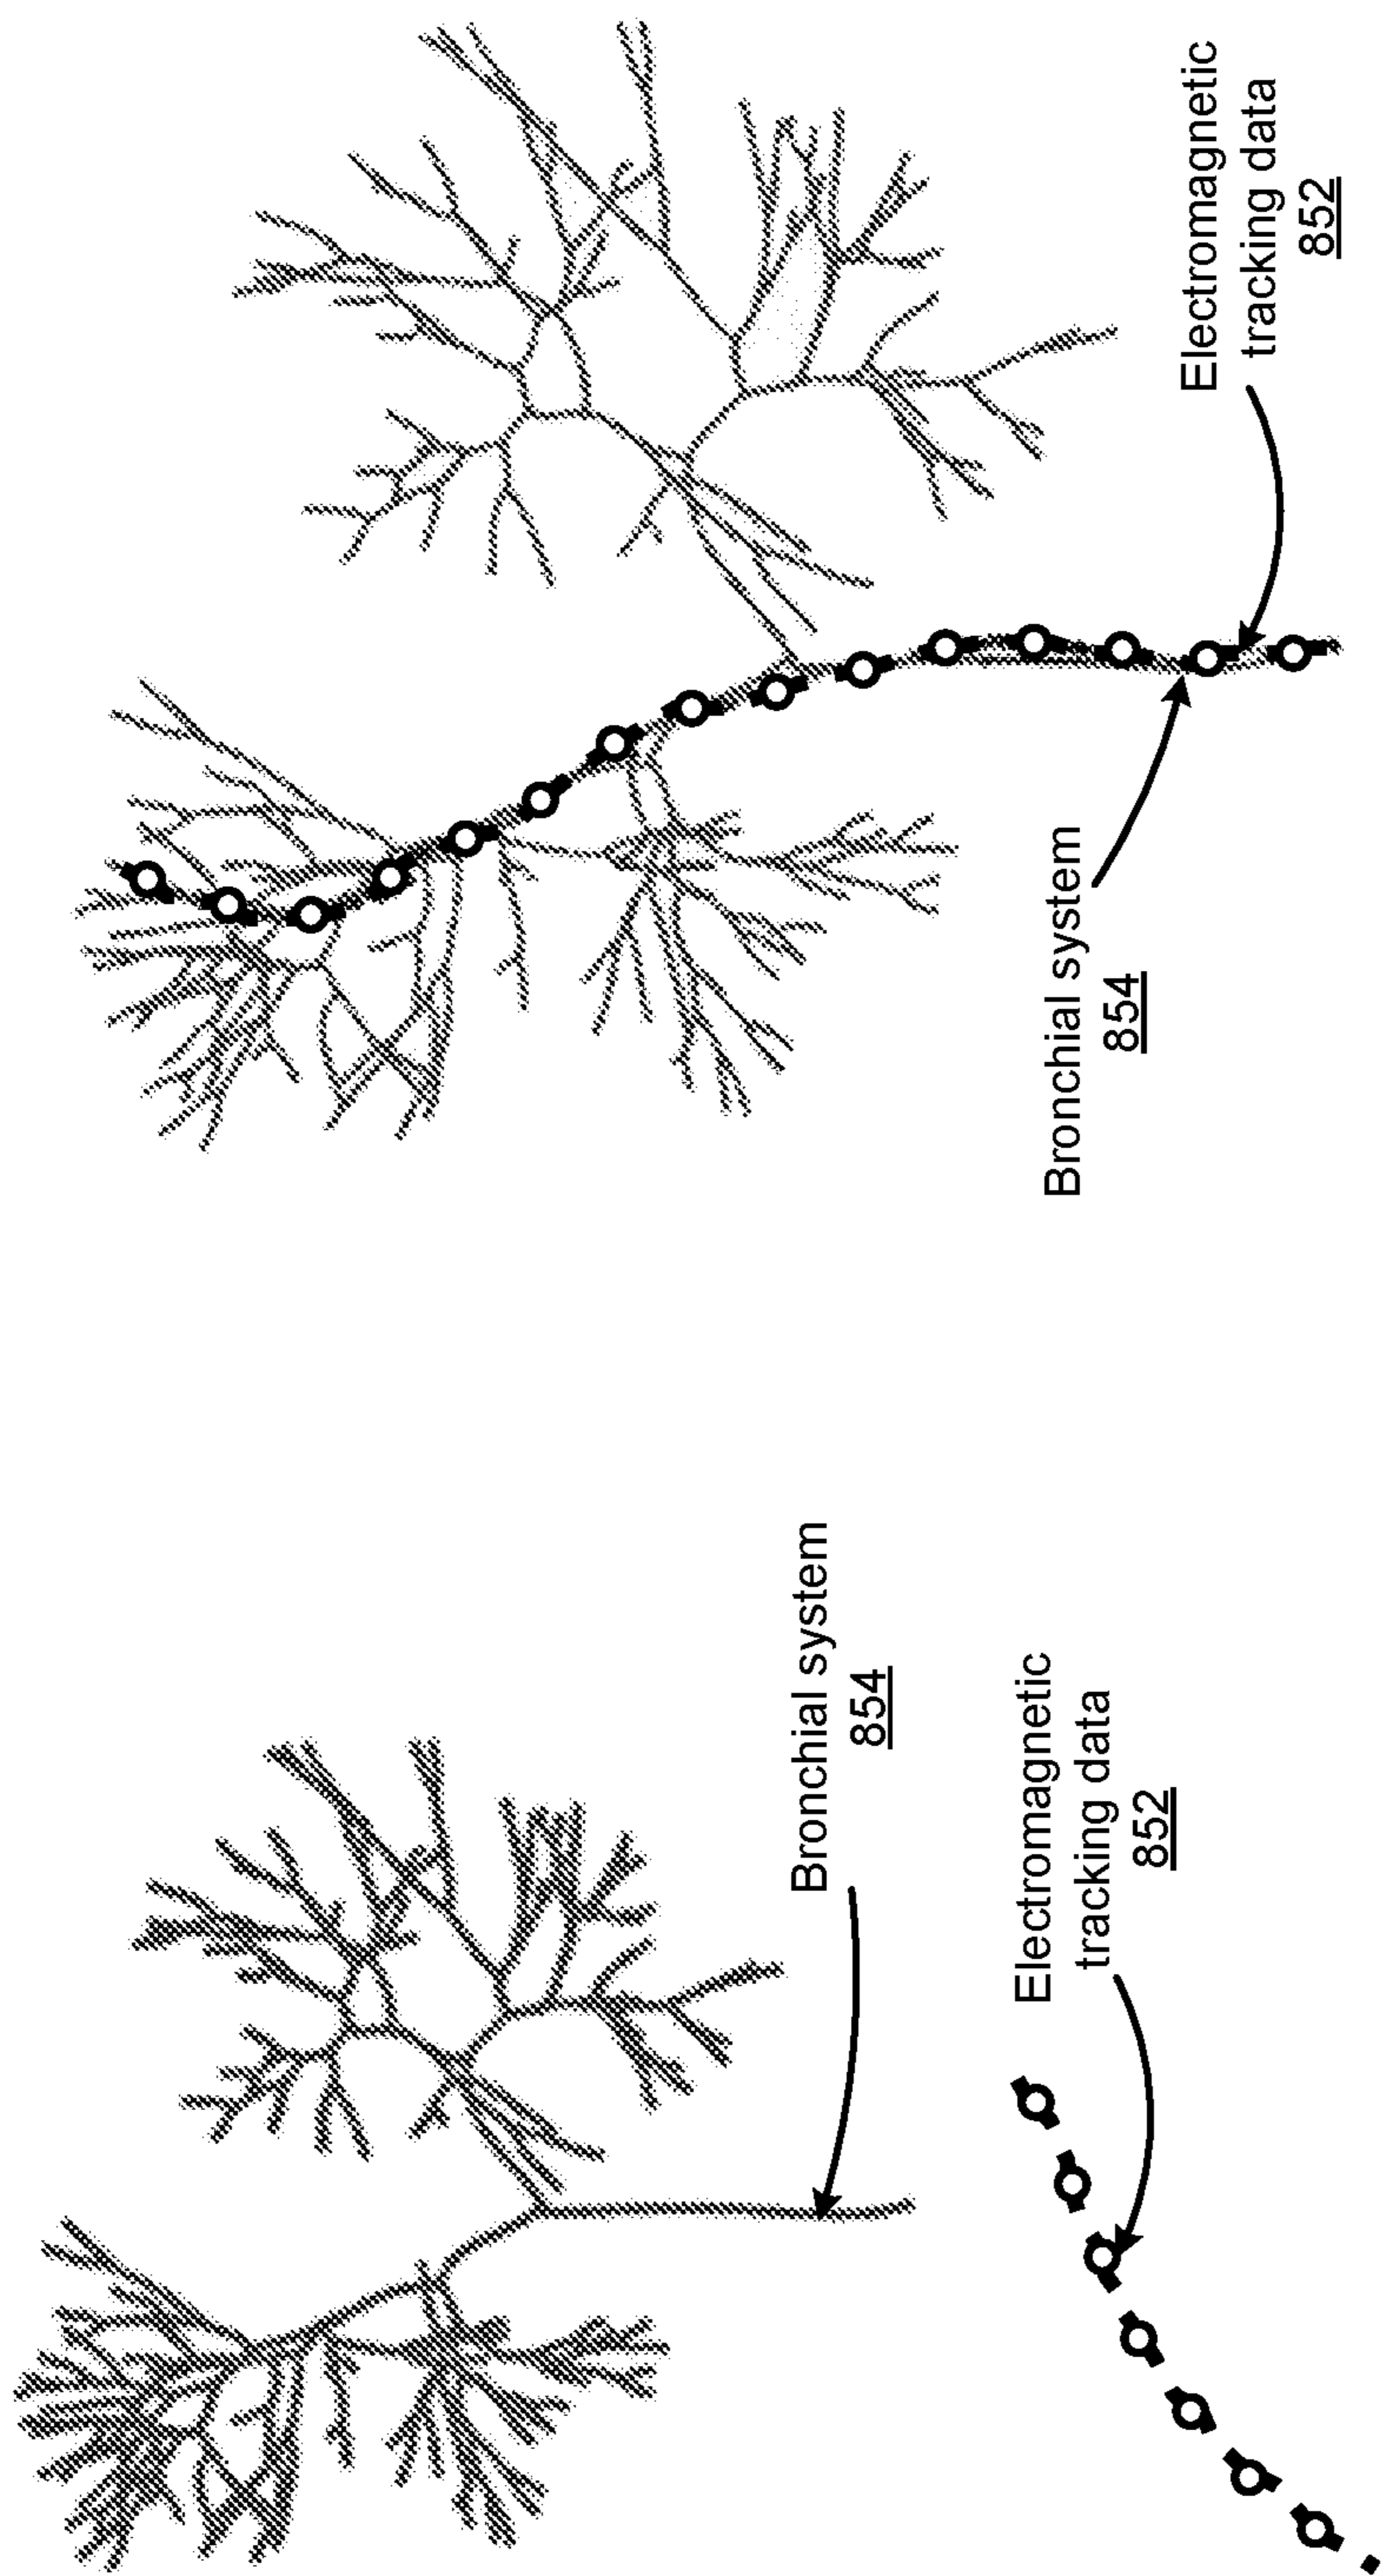 Bronchial system
854
Electromagnetic
tracking data
852
Bronchial system
854
Electromagnetic
tracking data
852